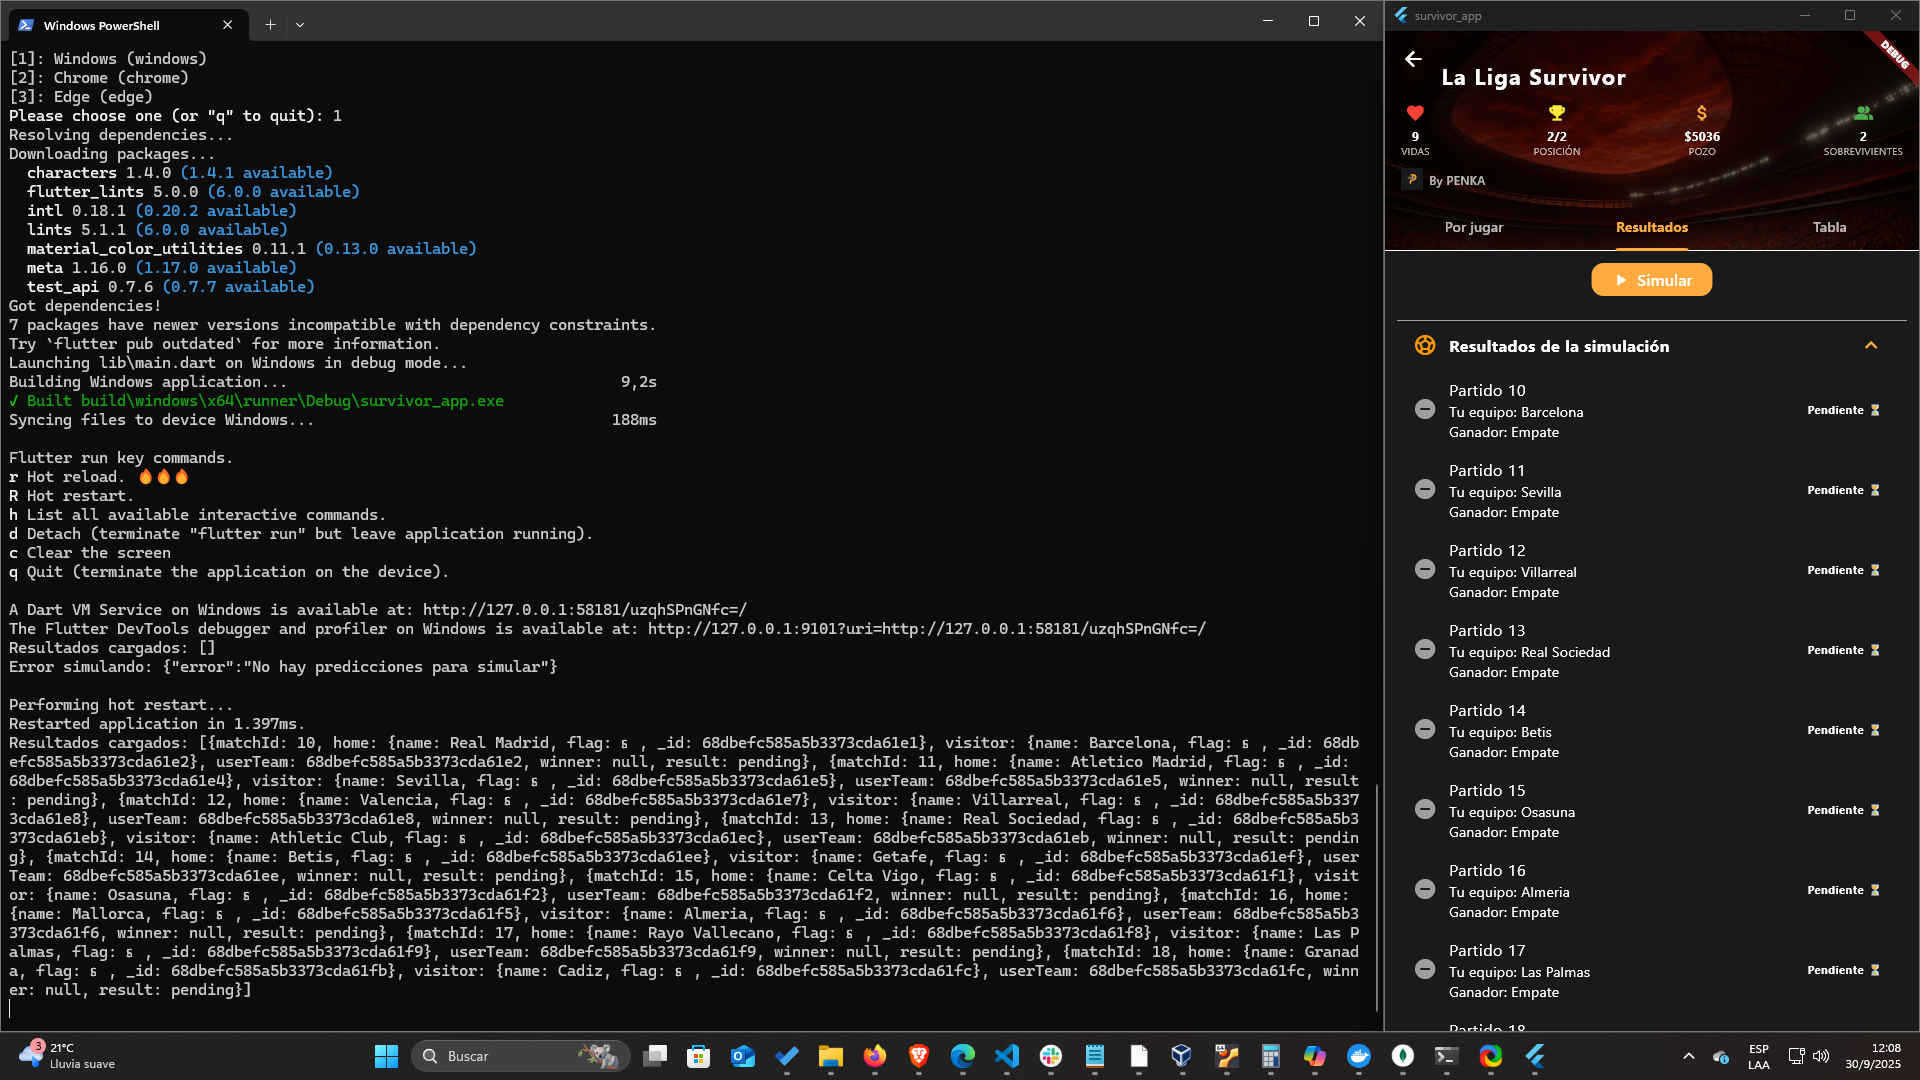 Windows PowerShell
[1]: Windows (windows)
[2]: Chrome (chrome)
[3]: Edge (edge)
Please choose one (or "q" to quit): 1
Resolving dependencies...
Downloading packages...
characters 1.4.0 (1.4.1 available)
flutter_lints 5.0.0 (6.0.0 available)
intl 0.18.1 (0.20.2 available)
lints 5.1.1 (6.0.0 available)
material_color_utilities 0.11.1 (0.13.0 available)
meta 1.16.0 (1.17.0 available)
test_api 0.7.6 (0.7.7 available)
Got dependencies!
7 packages have newer versions incompatible with dependency constraints.
Try `flutter pub outdated` for more information.
Launching lib\main.dart on Windows in debug mode...
Building Windows application... 9,2s
√ Built build\windows\x64\runner\Debug\survivor_app.exe
Syncing files to device Windows... 188ms
Flutter run key commands.
r Hot reload. 🔥🔥🔥
R Hot restart.
h List all available interactive commands.
d Detach (terminate "flutter run" but leave application running).
c Clear the screen
q Quit (terminate the application on the device).
A Dart VM Service on Windows is available at: http://127.0.0.1:58181/uzqhSPnGNfc=/
The Flutter DevTools debugger and profiler on Windows is available at: http://127.0.0.1:9101?uri=http://127.0.0.1:58181/uzqhSPnGNfc=/
Resultados cargados: []
Error simulando: {"error":"No hay predicciones para simular"}
Performing hot restart...
Restarted application in 1.397ms.
Resultados cargados: [{matchId: 10, home: {name: Real Madrid, flag: , _id: 68dbefc585a5b3373cda61e1}, visitor: {name: Barcelona, flag: , _id: 68db
efc585a5b3373cda61e2}, userTeam: 68dbefc585a5b3373cda61e2, winner: null, result: pending}, {matchId: 11, home: {name: Atletico Madrid, flag: , _id:
68dbefc585a5b3373cda61e4}, visitor: {name: Sevilla, flag: , _id: 68dbefc585a5b3373cda61e5}, userTeam: 68dbefc585a5b3373cda61e5, winner: null, result
: pending}, {matchId: 12, home: {name: Valencia, flag: , _id: 68dbefc585a5b3373cda61e7}, visitor: {name: Villarreal, flag: , _id: 68dbefc585a5b337
3cda61e8}, userTeam: 68dbefc585a5b3373cda61e8, winner: null, result: pending}, {matchId: 13, home: {name: Real Sociedad, flag: , _id: 68dbefc585a5b3
373cda61eb}, visitor: {name: Athletic Club, flag: , _id: 68dbefc585a5b3373cda61ec}, userTeam: 68dbefc585a5b3373cda61eb, winner: null, result: pendin
g}, {matchId: 14, home: {name: Betis, flag: , _id: 68dbefc585a5b3373cda61ee}, visitor: {name: Getafe, flag: , _id: 68dbefc585a5b3373cda61ef}, user
Team: 68dbefc585a5b3373cda61ee, winner: null, result: pending}, {matchId: 15, home: {name: Celta Vigo, flag: , _id: 68dbefc585a5b3373cda61f1}, visit
or: {name: Osasuna, flag: , _id: 68dbefc585a5b3373cda61f2}, userTeam: 68dbefc585a5b3373cda61f2, winner: null, result: pending}, {matchId: 16, home:
{name: Mallorca, flag: , _id: 68dbefc585a5b3373cda61f5}, visitor: {name: Almeria, flag: , _id: 68dbefc585a5b3373cda61f6}, userTeam: 68dbefc585a5b3
373cda61f6, winner: null, result: pending}, {matchId: 17, home: {name: Rayo Vallecano, flag: , _id: 68dbefc585a5b3373cda61f8}, visitor: {name: Las P
almas, flag: , _id: 68dbefc585a5b3373cda61f9}, userTeam: 68dbefc585a5b3373cda61f9, winner: null, result: pending}, {matchId: 18, home: {name: Granad
a, flag: , _id: 68dbefc585a5b3373cda61fb}, visitor: {name: Cadiz, flag: , _id: 68dbefc585a5b3373cda61fc}, userTeam: 68dbefc585a5b3373cda61fc, winn
er: null, result: pending}]
survivor_app
DEBUG
La Liga Survivor
9 2/2 $5036 2
VIDAS POSICIÓN POZO SOBREVIVIENTES
By PENKA
Por jugar Resultados Tabla
Simular
Resultados de la simulación
Partido 10
Tu equipo: Barcelona
Ganador: Empate
Pendiente ⏳
Partido 11
Tu equipo: Sevilla
Ganador: Empate
Pendiente ⏳
Partido 12
Tu equipo: Villarreal
Ganador: Empate
Pendiente ⏳
Partido 13
Tu equipo: Real Sociedad
Ganador: Empate
Pendiente ⏳
Partido 14
Tu equipo: Betis
Ganador: Empate
Pendiente ⏳
Partido 15
Tu equipo: Osasuna
Ganador: Empate
Pendiente ⏳
Partido 16
Tu equipo: Almeria
Ganador: Empate
Pendiente ⏳
Partido 17
Tu equipo: Las Palmas
Ganador: Empate
Pendiente ⏳
Partido 18
3
21°C
Lluvia suave
Buscar
ESP
LAA
12:08
30/9/2025